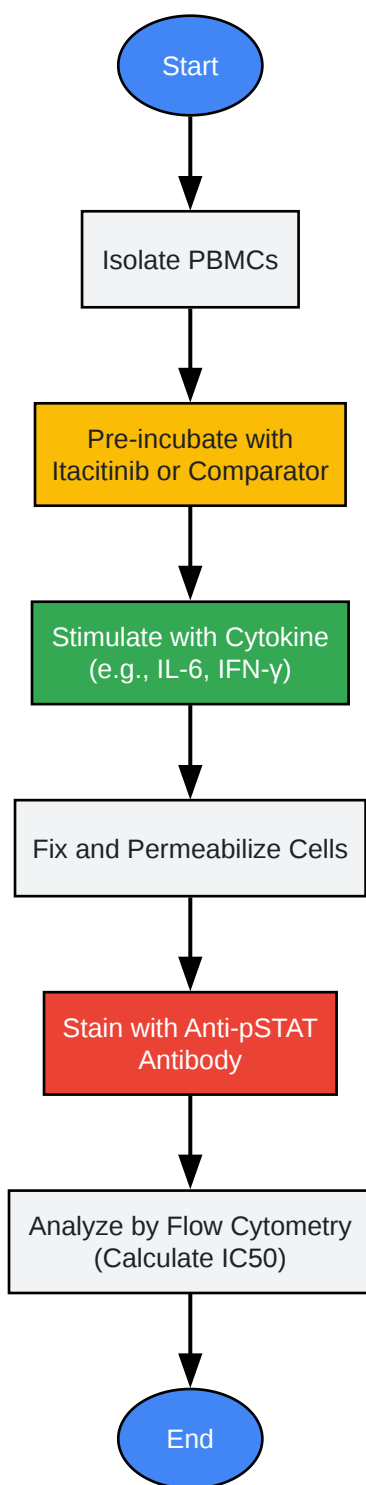 Start
Isolate PBMCs
Pre-incubate with
Itacitinib or Comparator
Stimulate with Cytokine
(e.g., IL-6, IFN-γ)
Fix and Permeabilize Cells
Stain with Anti-pSTAT
Antibody
Analyze by Flow Cytometry
(Calculate IC50)
End